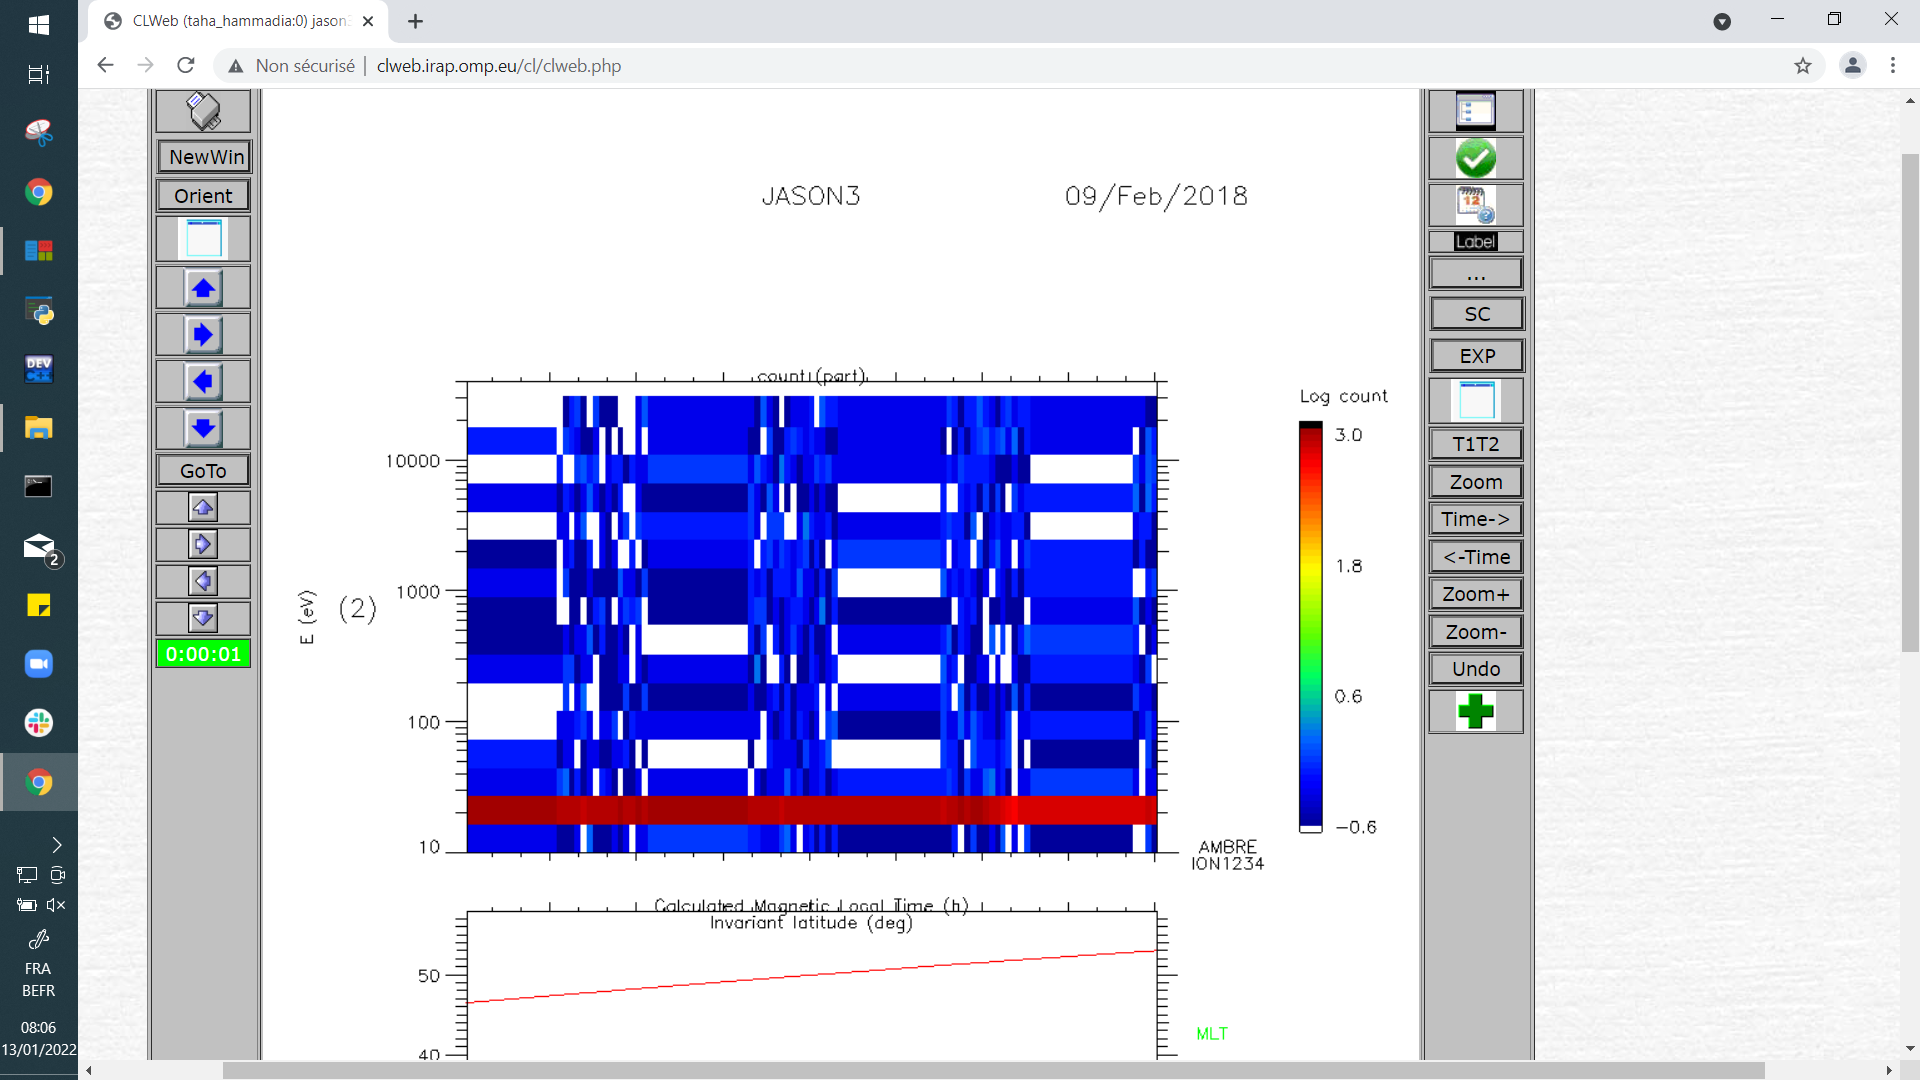 CLWeb (taha_hammadia:0) jason3
Non sécurisé
clweb.irap.omp.eu/cl/clweb.php
NewWin
Orient
GoTo
0:00:01
JASON3
09/Feb/2018
count (part)
10000
1000
100
10
E (eV)
(2)
Log count
3.0
1.8
0.6
−0.6
AMBRE
ION1234
Calculated Magnetic Local Time (h)
Invariant latitude (deg)
50
40
MLT
12
Label
...
SC
EXP
T1T2
Zoom
Time->
<-Time
Zoom+
Zoom-
Undo
DEV
C++
2
FRA
BEFR
08:06
13/01/2022